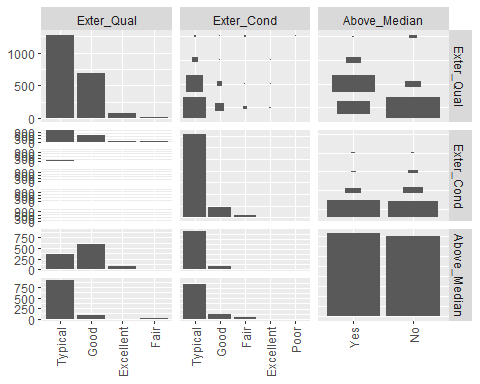 Exter_Qual Exter_Cond Above_Median
1000
500
0
Exter_Qual
Exter_Cond
750
500
250
0
750
500
250
0
Above_Median
Typical Good Excellent Fair Typical Good Fair Excellent Poor Yes No